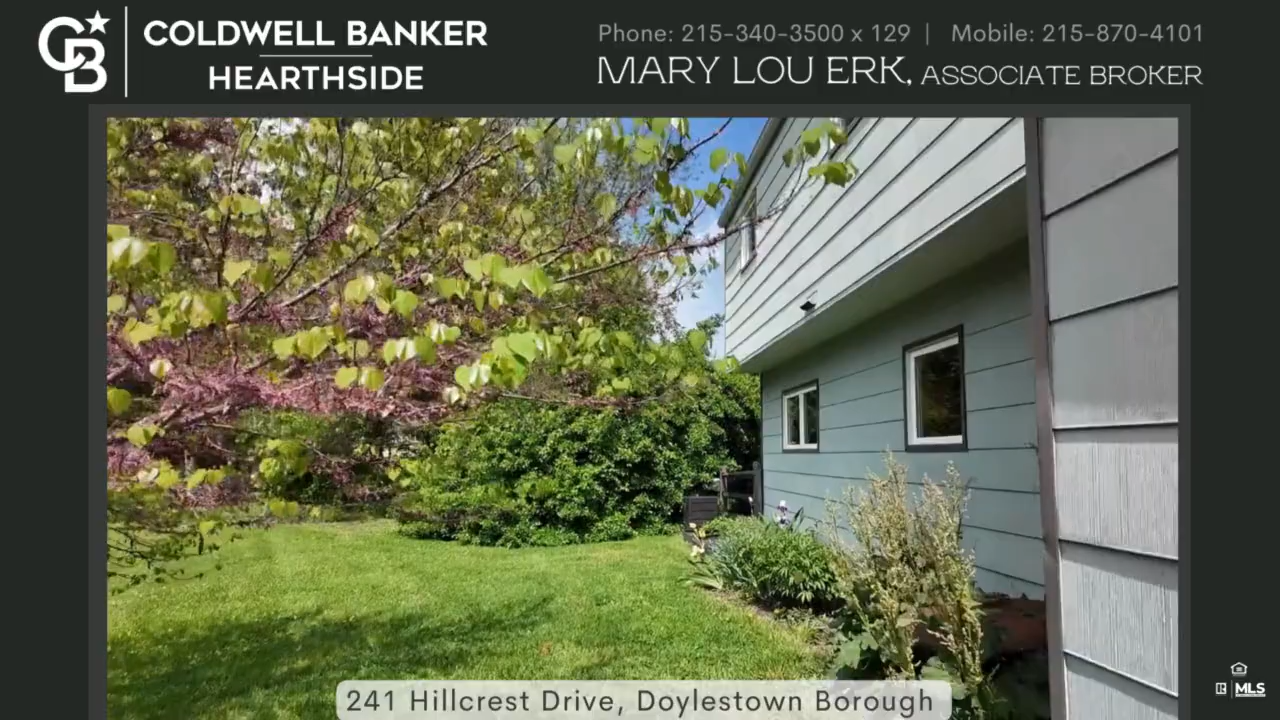 COLDWELL BANKER
HEARTHSIDE
Phone: 215-340-3500 x 129 | Mobile: 215-870-4101
MARY LOU ERK, ASSOCIATE BROKER
241 Hillcrest Drive, Doylestown Borough
MLS